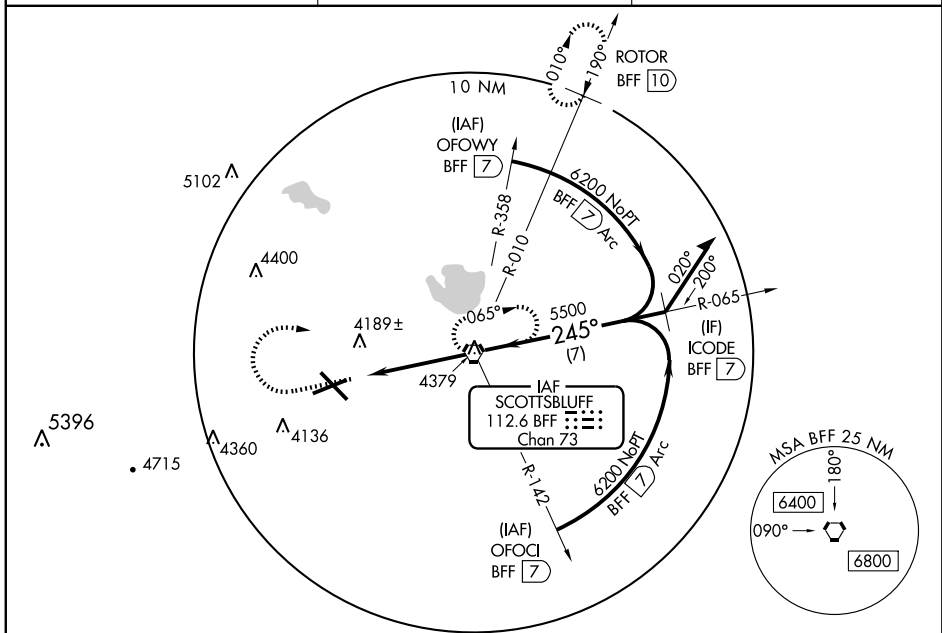 10 NM
010°
190°
ROTOR
BFF 10
(IAF)
OFOWY
BFF 7
5102
6200 NoPT
BFF 7 Arc
R-358
R-010
4400
020°
200°
R-065
065°
5500
245°
(7)
(IF)
ICODE
BFF 7
4189±
4379
IAF
SCOTTSBLUFF
112.6 BFF
Chan 73
5396
4715
4360
4136
R-142
6200 NoPT
BFF 7 Arc
(IAF)
OFOCI
BFF 7
MSA BFF 25 NM
180°
6400
090°
6800